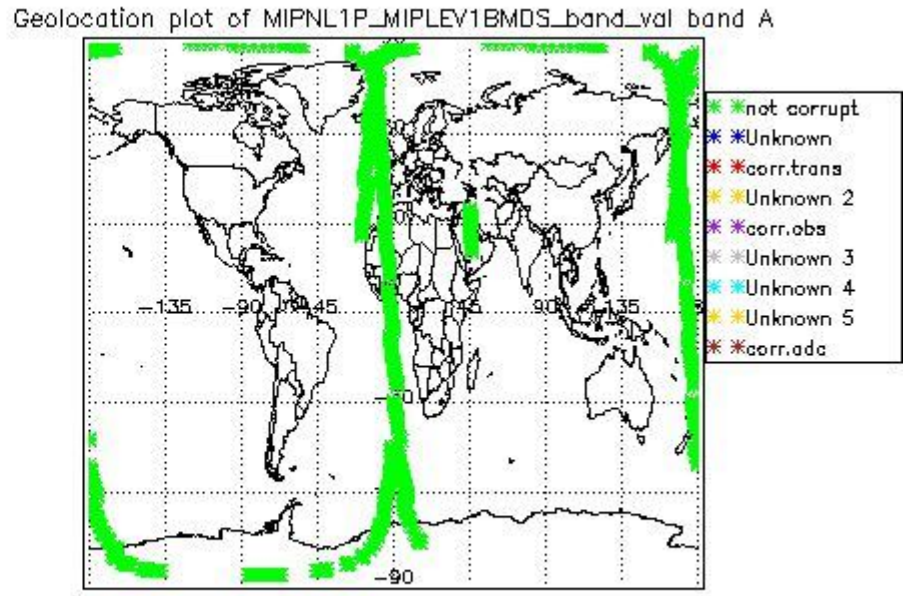 Geolocation plot of MIPNL1P_MIPLEV1BMDS_band_val band A
not corrupt
Unknown
corr.trans
Unknown 2
corr.obs
Unknown 3
Unknown 4
Unknown 5
corr.adc
-135 -90 -45 90 135
-90